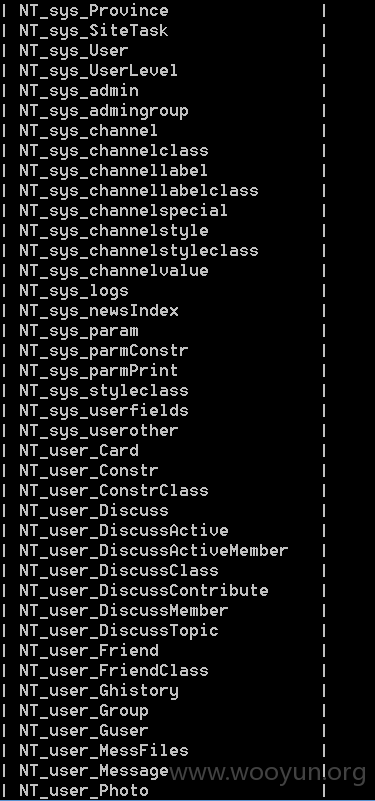 | NT_sys_Province |
| NT_sys_SiteTask |
| NT_sys_User |
| NT_sys_UserLevel |
| NT_sys_admin |
| NT_sys_admingroup |
| NT_sys_channel |
| NT_sys_channelclass |
| NT_sys_channellabel |
| NT_sys_channellabelclass |
| NT_sys_channelspecial |
| NT_sys_channelstyle |
| NT_sys_channelstyleclass |
| NT_sys_channelvalue |
| NT_sys_logs |
| NT_sys_newsIndex |
| NT_sys_param |
| NT_sys_parmConstr |
| NT_sys_parmPrint |
| NT_sys_styleclass |
| NT_sys_userfields |
| NT_sys_userother |
| NT_user_Card |
| NT_user_Constr |
| NT_user_ConstrClass |
| NT_user_Discuss |
| NT_user_DiscussActive |
| NT_user_DiscussActiveMember |
| NT_user_DiscussClass |
| NT_user_DiscussContribute |
| NT_user_DiscussMember |
| NT_user_DiscussTopic |
| NT_user_Friend |
| NT_user_FriendClass |
| NT_user_Ghistory |
| NT_user_Group |
| NT_user_Guser |
| NT_user_MessFiles |
| NT_user_Message |
www.wooyun.org
| NT_user_Photo |